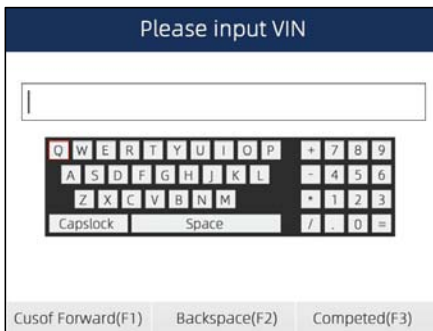 Please input VIN
Q W E R T Y U I O P + 7 8 9
A S D F G H J K L - 4 5 6
Z X C V B N M * 1 2 3
Capslock Space / . 0 =
Cusof Forward(F1) Backspace(F2) Competed(F3)